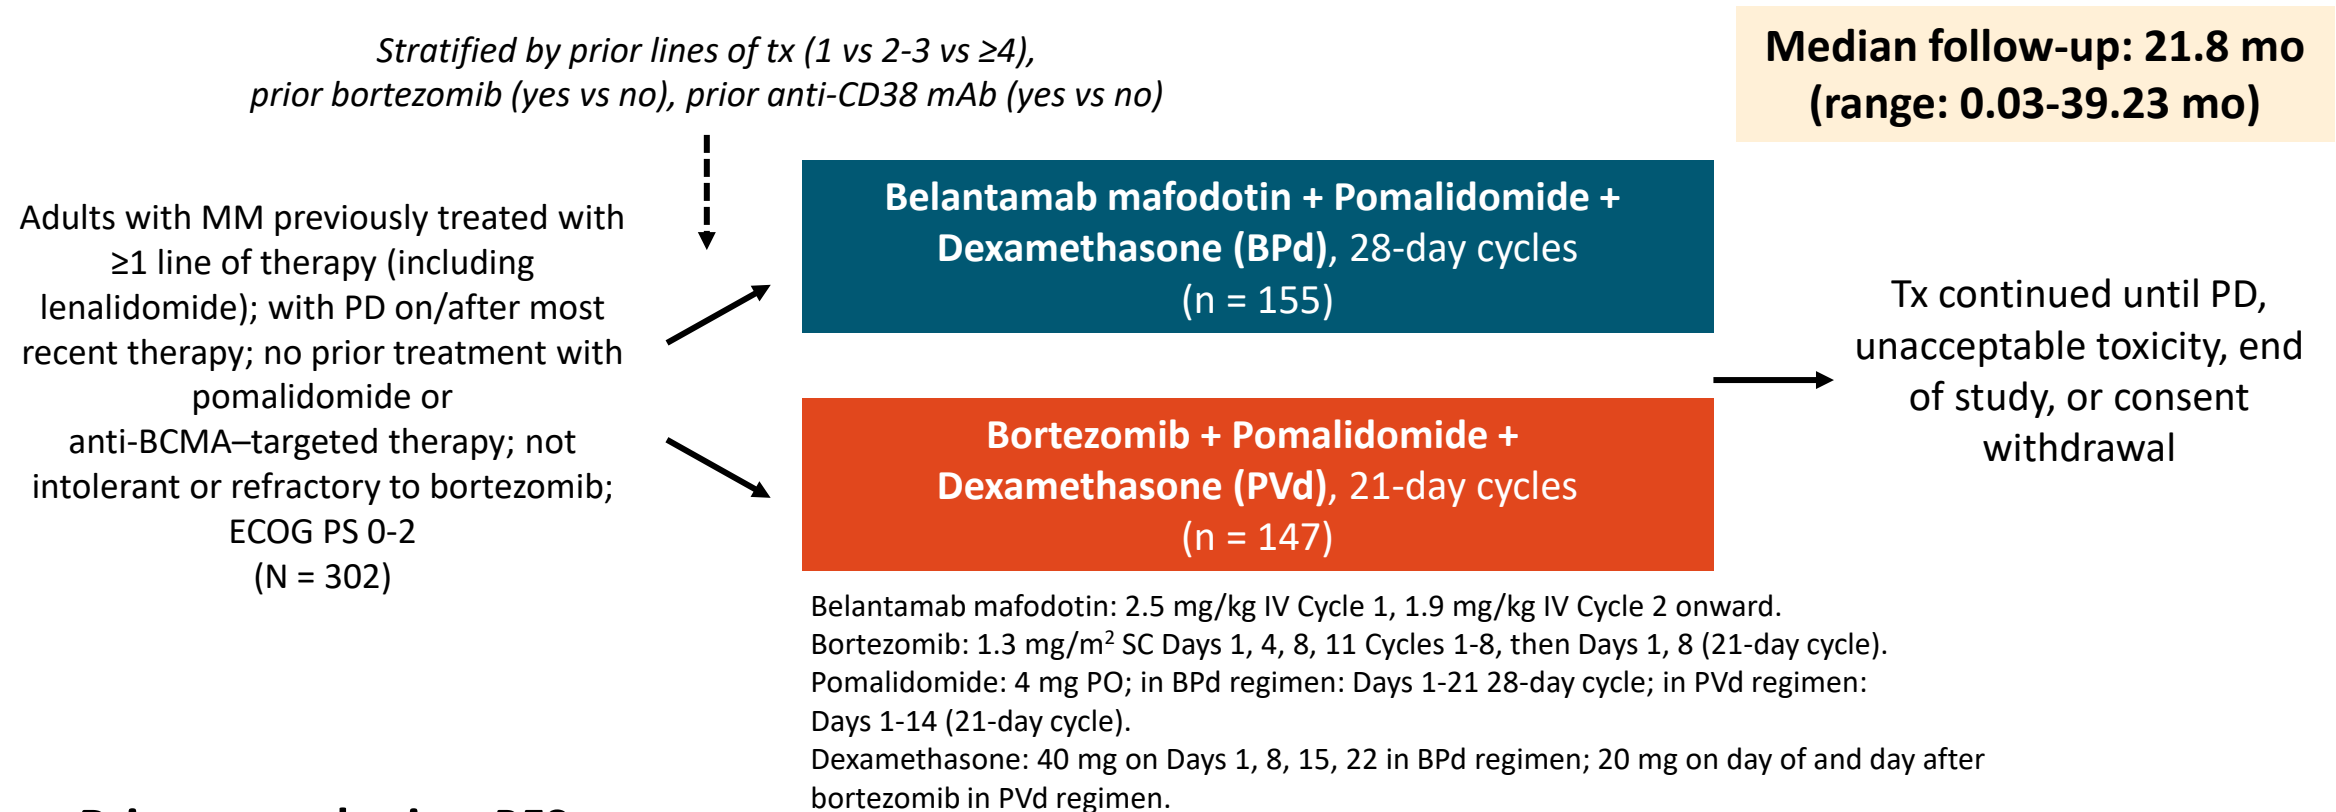 Stratified by prior lines of tx (1 vs 2-3 vs ≥4),
prior bortezomib (yes vs no), prior anti-CD38 mAb (yes vs no)
Median follow-up: 21.8 mo
(range: 0.03-39.23 mo)
Adults with MM previously treated with
≥1 line of therapy (including
lenalidomide); with PD on/after most
recent therapy; no prior treatment with
pomalidomide or
anti-BCMA–targeted therapy; not
intolerant or refractory to bortezomib;
ECOG PS 0-2
(N = 302)
Belantamab mafodotin + Pomalidomide +
Dexamethasone (BPd), 28-day cycles
(n = 155)
Bortezomib + Pomalidomide +
Dexamethasone (PVd), 21-day cycles
(n = 147)
Tx continued until PD,
unacceptable toxicity, end
of study, or consent
withdrawal
Belantamab mafodotin: 2.5 mg/kg IV Cycle 1, 1.9 mg/kg IV Cycle 2 onward.
Bortezomib: 1.3 mg/m² SC Days 1, 4, 8, 11 Cycles 1-8, then Days 1, 8 (21-day cycle).
Pomalidomide: 4 mg PO; in BPd regimen: Days 1-21 28-day cycle; in PVd regimen:
Days 1-14 (21-day cycle).
Dexamethasone: 40 mg on Days 1, 8, 15, 22 in BPd regimen; 20 mg on day of and day after
bortezomib in PVd regimen.